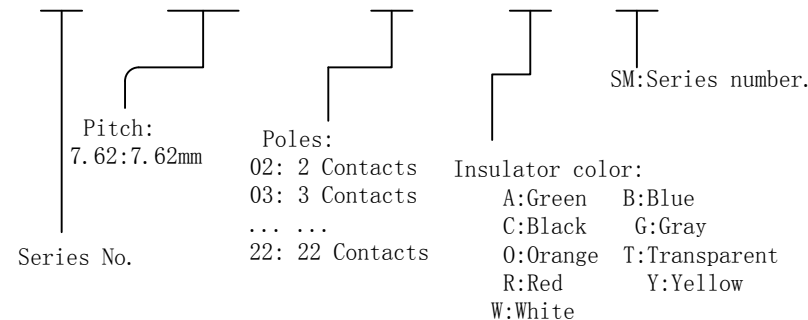 SM:Series number.
Pitch:
7.62:7.62mm
Poles:
02: 2 Contacts
03: 3 Contacts
... ...
22: 22 Contacts
Series No.
Insulator color:
A:Green B:Blue
C:Black G:Gray
O:Orange T:Transparent
R:Red Y:Yellow
W:White